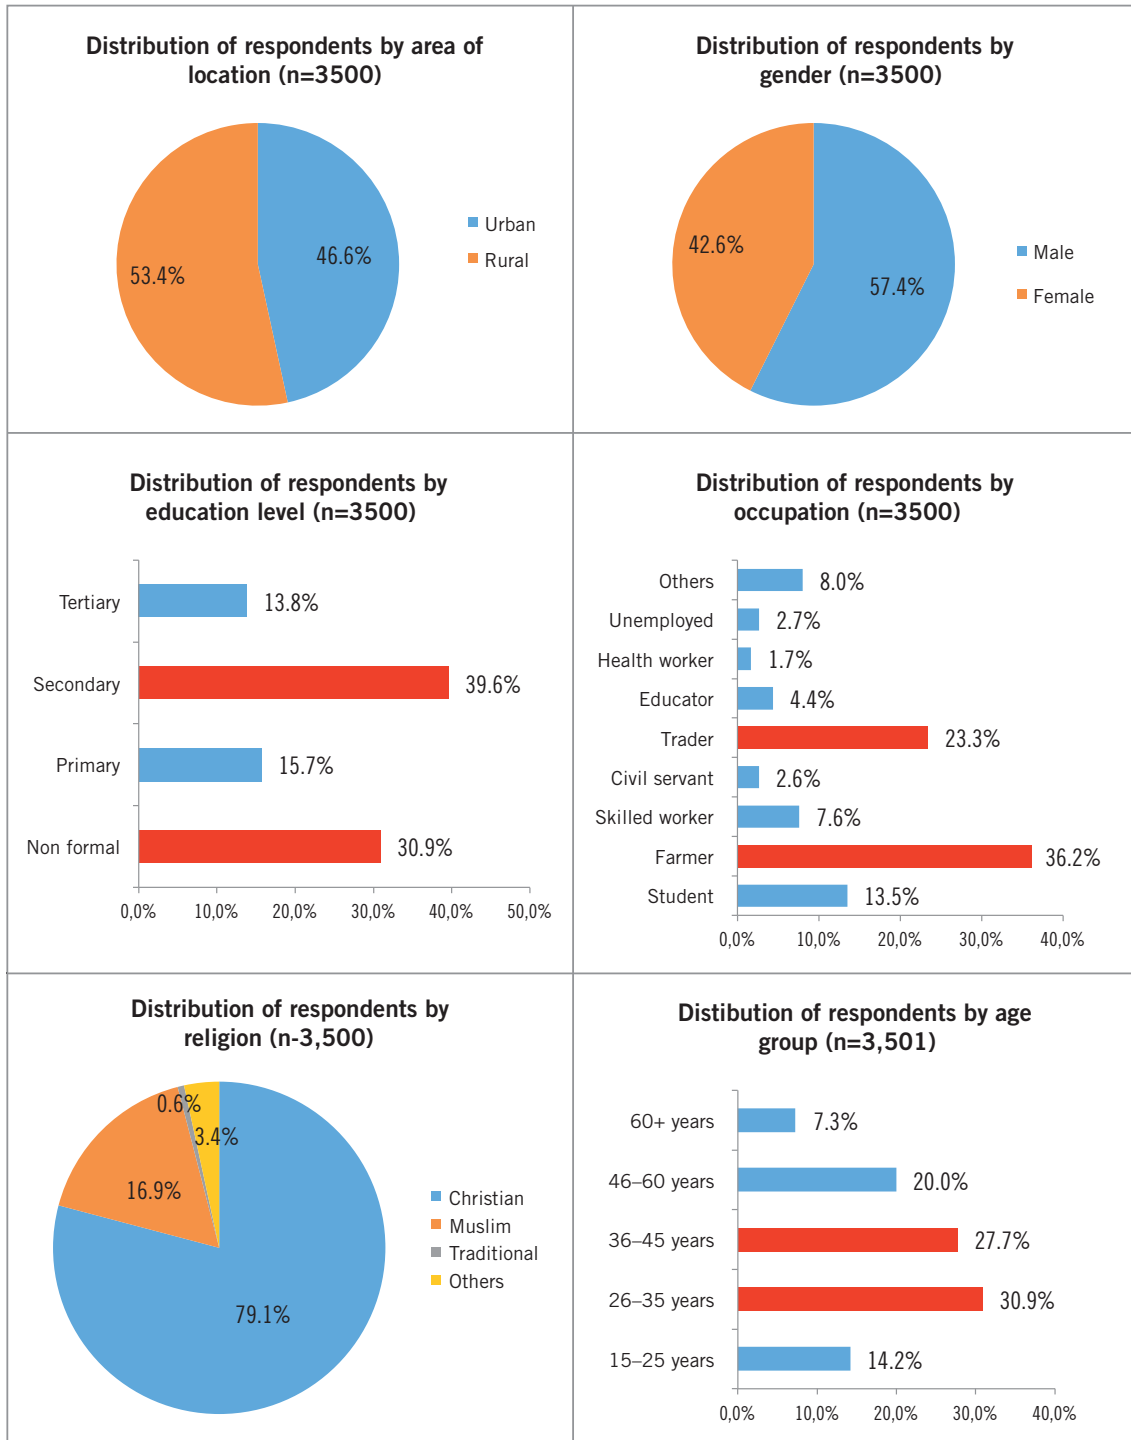 Distribution of respondents by area of
location (n=3500)
46.6%
53.4%
Urban
Rural
Distribution of respondents by
gender (n=3500)
42.6%
57.4%
Male
Female
Distribution of respondents by
education level (n=3500)
Tertiary
13.8%
Secondary
39.6%
Primary
15.7%
Non formal
30.9%
0,0%
10,0%
20,0%
30,0%
40,0%
50,0%
Distribution of respondents by
occupation (n=3500)
Others
8.0%
Unemployed
2.7%
Health worker
1.7%
Educator
4.4%
Trader
23.3%
Civil servant
2.6%
Skilled worker
7.6%
Farmer
36.2%
Student
13.5%
0,0%
10,0%
20,0%
30,0%
40,0%
Distribution of respondents by
religion (n-3,500)
0.6%
3.4%
16.9%
79.1%
Christian
Muslim
Traditional
Others
Distibution of respondents by age
group (n=3,501)
60+ years
7.3%
46–60 years
20.0%
36–45 years
27.7%
26–35 years
30.9%
15–25 years
14.2%
0,0%
10,0%
20,0%
30,0%
40,0%